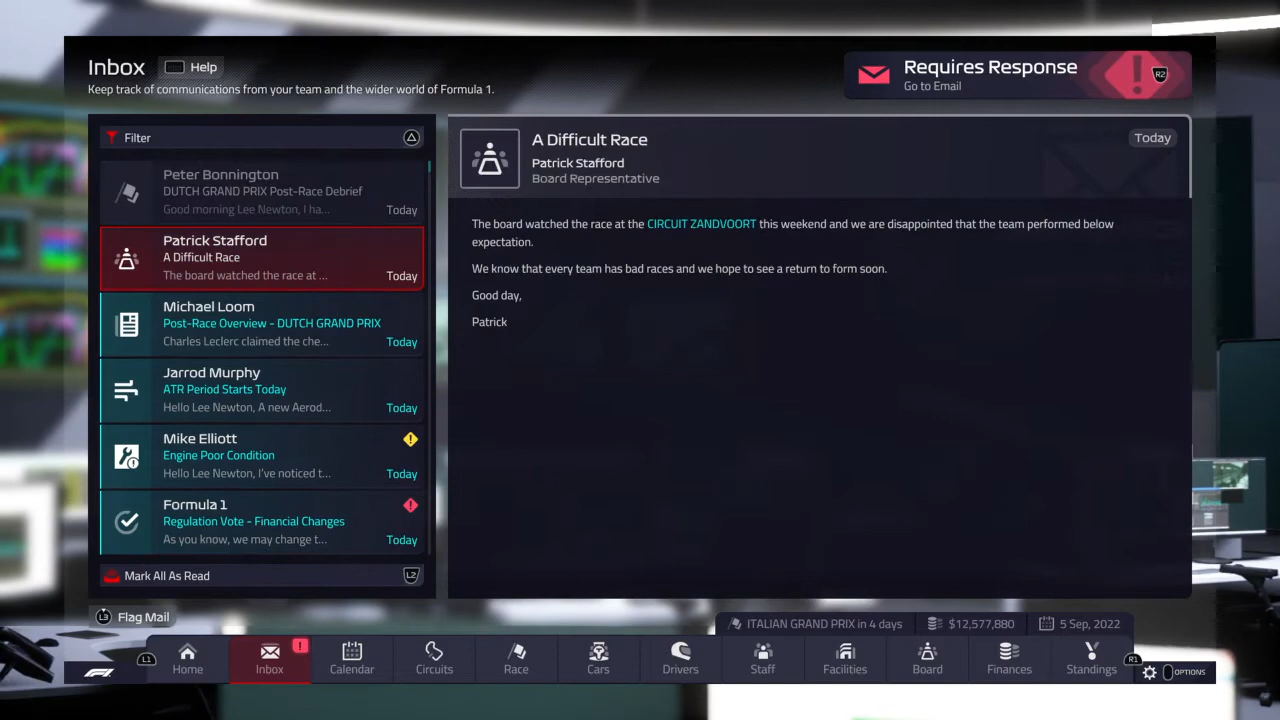 Inbox
Help
Keep track of communications from your team and the wider world of Formula 1.
Requires Response
Go to Email
R2
Filter
Peter Bonnington
DUTCH GRAND PRIX Post-Race Debrief
Good morning Lee Newton, I ha...
Today
Patrick Stafford
A Difficult Race
The board watched the race at ...
Today
Michael Loom
Post-Race Overview - DUTCH GRAND PRIX
Charles Leclerc claimed the che...
Today
Jarrod Murphy
ATR Period Starts Today
Hello Lee Newton, A new Aerod...
Today
Mike Elliott
Engine Poor Condition
Hello Lee Newton, I've noticed t...
Today
Formula 1
Regulation Vote - Financial Changes
As you know, we may change t...
Today
Mark All As Read
L2
A Difficult Race
Today
Patrick Stafford
Board Representative
The board watched the race at the CIRCUIT ZANDVOORT this weekend and we are disappointed that the team performed below
expectation.
We know that every team has bad races and we hope to see a return to form soon.
Good day,
Patrick
L3 Flag Mail
ITALIAN GRAND PRIX in 4 days
$12,577,880
5 Sep, 2022
L1
Home
Inbox
Calendar
Circuits
Race
Cars
Drivers
Staff
Facilities
Board
Finances
Standings
R1
OPTIONS